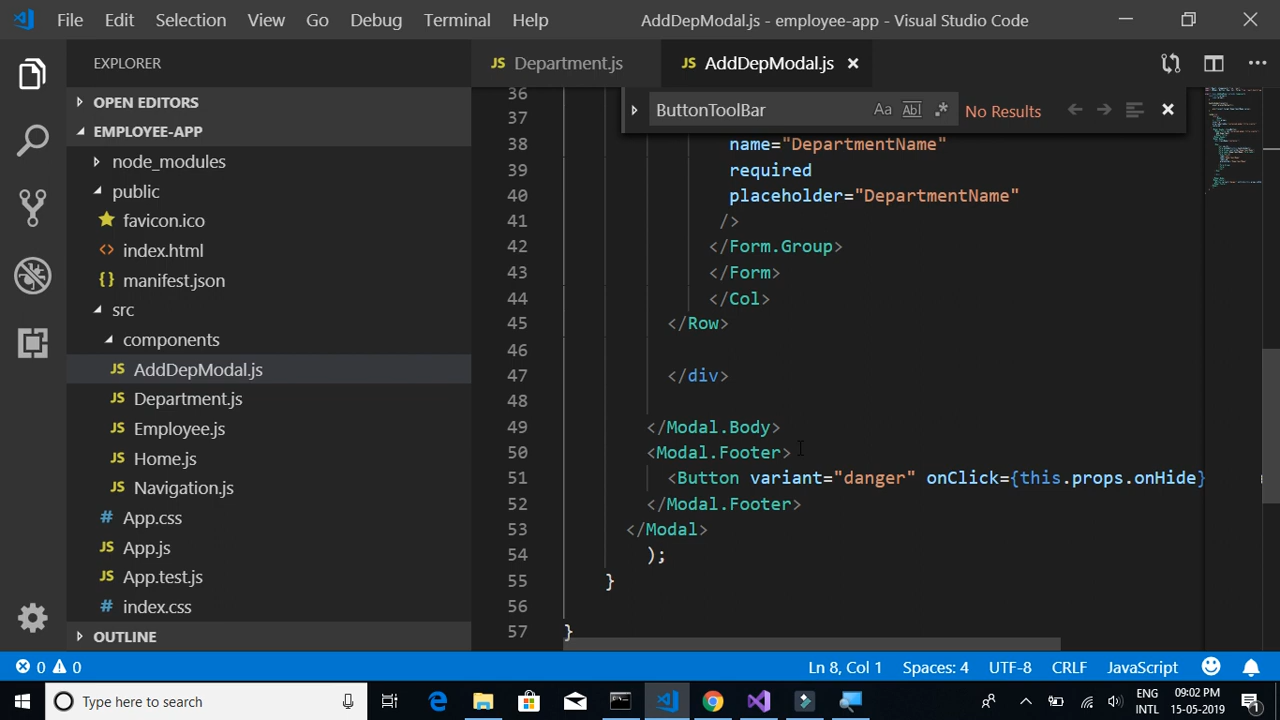 File Edit Selection View Go Debug Terminal Help AddDepModal.js - employee-app - Visual Studio Code
EXPLORER
OPEN EDITORS
EMPLOYEE-APP
node_modules
public
favicon.ico
index.html
manifest.json
src
components
AddDepModal.js
Department.js
Employee.js
Home.js
Navigation.js
App.css
App.js
App.test.js
index.css
OUTLINE
JS Department.js JS AddDepModal.js
ButtonToolBar Aa Abl .* No Results
36
37
38 name="DepartmentName"
39 required
40 placeholder="DepartmentName"
41 />
42 </Form.Group>
43 </Form>
44 </Col>
45 </Row>
46
47 </div>
48
49 </Modal.Body>
50 <Modal.Footer>
51 <Button variant="danger" onClick={this.props.onHide}
52 </Modal.Footer>
53 </Modal>
54 );
55 }
56
57 }
0 0 Ln 8, Col 1 Spaces: 4 UTF-8 CRLF JavaScript
Type here to search
ENG 09:02 PM
INTL 15-05-2019